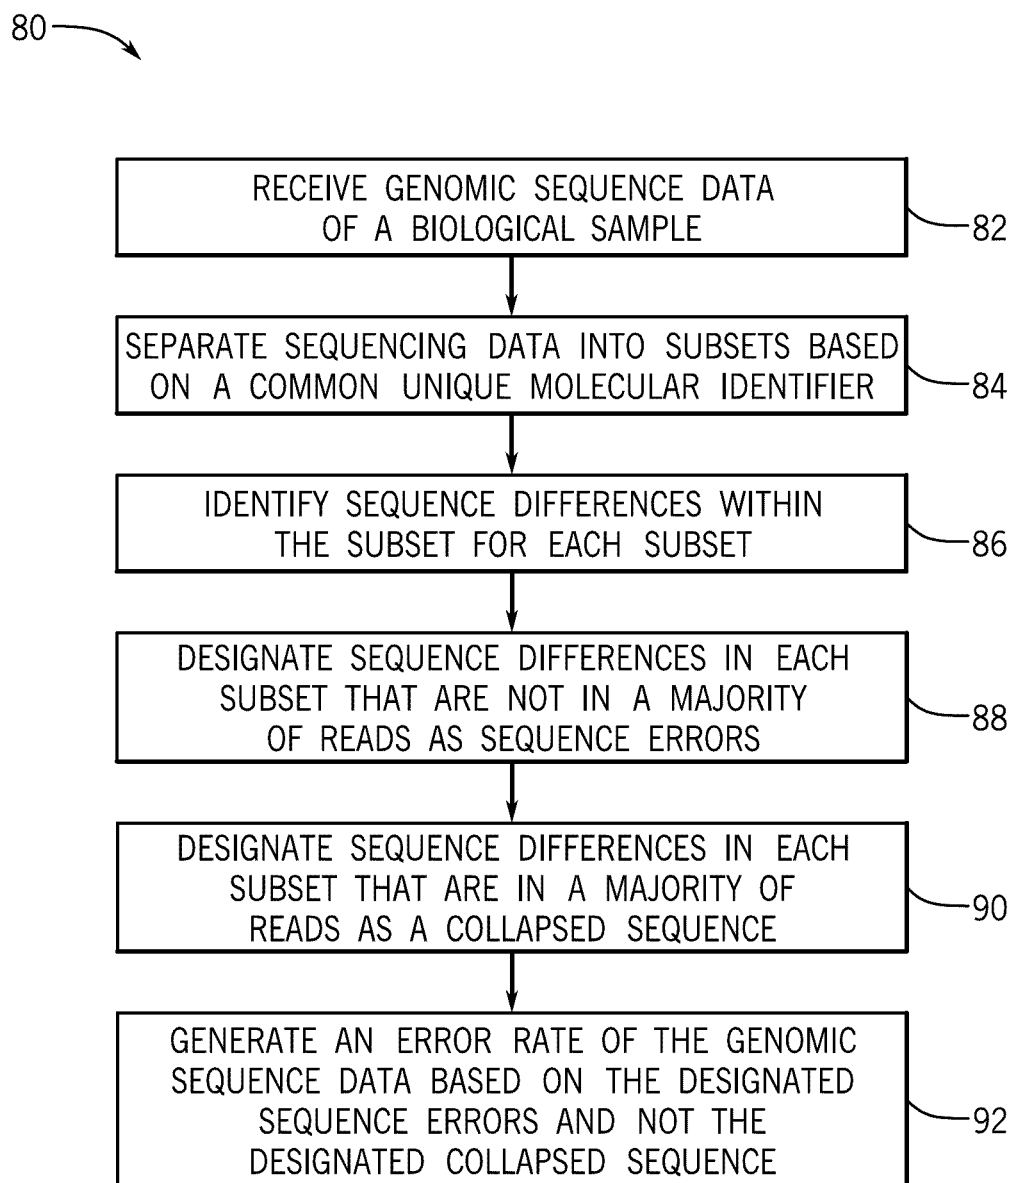 80
RECEIVE GENOMIC SEQUENCE DATA
OF A BIOLOGICAL SAMPLE
82
SEPARATE SEQUENCING DATA INTO SUBSETS BASED
ON A COMMON UNIQUE MOLECULAR IDENTIFIER
84
IDENTIFY SEQUENCE DIFFERENCES WITHIN
THE SUBSET FOR EACH SUBSET
86
DESIGNATE SEQUENCE DIFFERENCES IN EACH
SUBSET THAT ARE NOT IN A MAJORITY
OF READS AS SEQUENCE ERRORS
88
DESIGNATE SEQUENCE DIFFERENCES IN EACH
SUBSET THAT ARE IN A MAJORITY OF
READS AS A COLLAPSED SEQUENCE
90
GENERATE AN ERROR RATE OF THE GENOMIC
SEQUENCE DATA BASED ON THE DESIGNATED
SEQUENCE ERRORS AND NOT THE
DESIGNATED COLLAPSED SEQUENCE
92